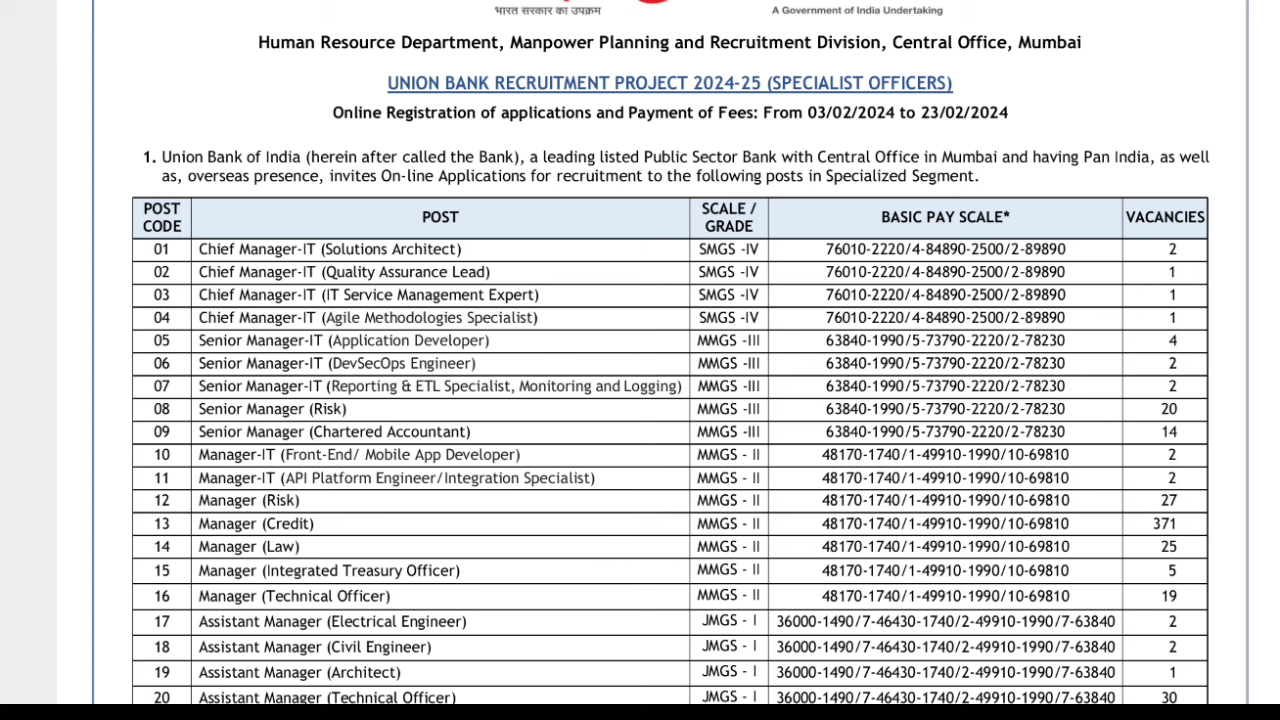 भारत सरकार का उपक्रम A Government of India Undertaking
Human Resource Department, Manpower Planning and Recruitment Division, Central Office, Mumbai
UNION BANK RECRUITMENT PROJECT 2024-25 (SPECIALIST OFFICERS)
Online Registration of applications and Payment of Fees: From 03/02/2024 to 23/02/2024
1. Union Bank of India (herein after called the Bank), a leading listed Public Sector Bank with Central Office in Mumbai and having Pan India, as well
as, overseas presence, invites On-line Applications for recruitment to the following posts in Specialized Segment.
POST CODE POST SCALE / GRADE BASIC PAY SCALE* VACANCIES
01 Chief Manager-IT (Solutions Architect) SMGS -IV 76010-2220/4-84890-2500/2-89890 2
02 Chief Manager-IT (Quality Assurance Lead) SMGS -IV 76010-2220/4-84890-2500/2-89890 1
03 Chief Manager-IT (IT Service Management Expert) SMGS -IV 76010-2220/4-84890-2500/2-89890 1
04 Chief Manager-IT (Agile Methodologies Specialist) SMGS -IV 76010-2220/4-84890-2500/2-89890 1
05 Senior Manager-IT (Application Developer) MMGS -III 63840-1990/5-73790-2220/2-78230 4
06 Senior Manager-IT (DevSecOps Engineer) MMGS -III 63840-1990/5-73790-2220/2-78230 2
07 Senior Manager-IT (Reporting & ETL Specialist, Monitoring and Logging) MMGS -III 63840-1990/5-73790-2220/2-78230 2
08 Senior Manager (Risk) MMGS -III 63840-1990/5-73790-2220/2-78230 20
09 Senior Manager (Chartered Accountant) MMGS -III 63840-1990/5-73790-2220/2-78230 14
10 Manager-IT (Front-End/ Mobile App Developer) MMGS - II 48170-1740/1-49910-1990/10-69810 2
11 Manager-IT (API Platform Engineer/Integration Specialist) MMGS - II 48170-1740/1-49910-1990/10-69810 2
12 Manager (Risk) MMGS - II 48170-1740/1-49910-1990/10-69810 27
13 Manager (Credit) MMGS - II 48170-1740/1-49910-1990/10-69810 371
14 Manager (Law) MMGS - II 48170-1740/1-49910-1990/10-69810 25
15 Manager (Integrated Treasury Officer) MMGS - II 48170-1740/1-49910-1990/10-69810 5
16 Manager (Technical Officer) MMGS - II 48170-1740/1-49910-1990/10-69810 19
17 Assistant Manager (Electrical Engineer) JMGS - I 36000-1490/7-46430-1740/2-49910-1990/7-63840 2
18 Assistant Manager (Civil Engineer) JMGS - I 36000-1490/7-46430-1740/2-49910-1990/7-63840 2
19 Assistant Manager (Architect) JMGS - I 36000-1490/7-46430-1740/2-49910-1990/7-63840 1
20 Assistant Manager (Technical Officer) JMGS - I 36000-1490/7-46430-1740/2-49910-1990/7-63840 30